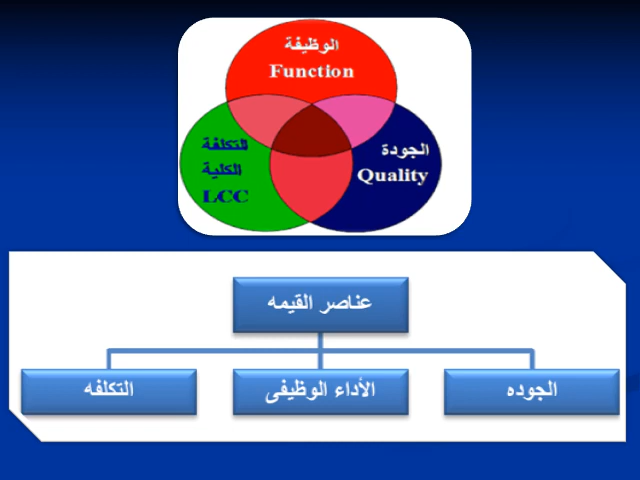 الوظيفة
Function
الجودة
Quality
التكلفة
الكلية
LCC
عناصر القيمه
الجوده
الأداء الوظيفى
التكلفه